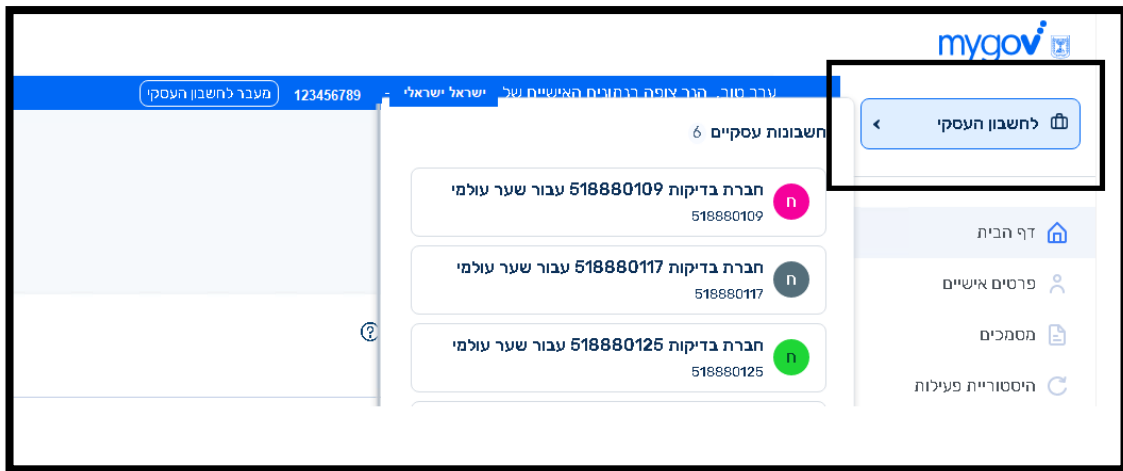 mygov
ערב טוב, הנך צופה בנתונים האישיים של ישראל ישראלי - 123456789 מעבר לחשבון העסקי
לחשבון העסקי
חשבונות עסקיים 6
ח
חברת בדיקות 518880109 עבור שער עולמי
518880109
ח
חברת בדיקות 518880117 עבור שער עולמי
518880117
ח
חברת בדיקות 518880125 עבור שער עולמי
518880125
דף הבית
פרטים אישיים
מסמכים
היסטוריית פעילות